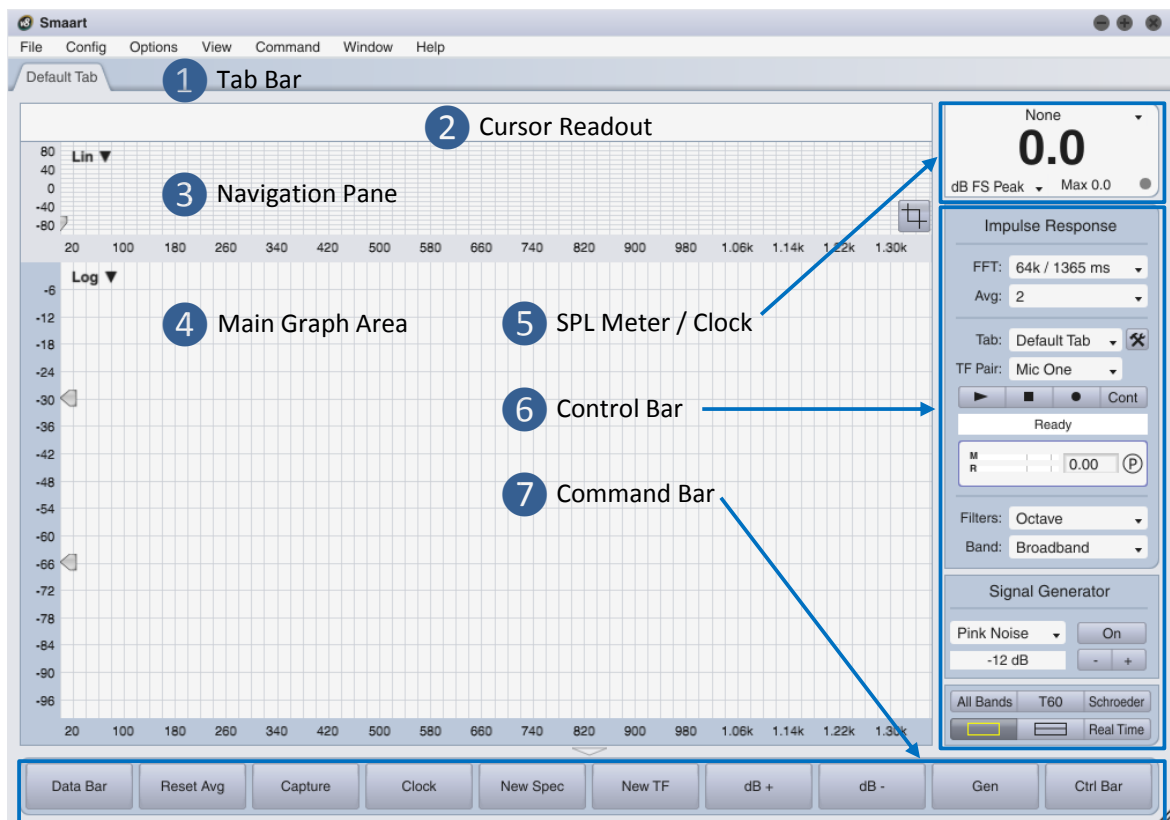 Smaart
File Config Options View Command Window Help
Default Tab
1 Tab Bar
2 Cursor Readout
None
0.0
dB FS Peak Max 0.0
80 Lin ▼
40
0
-40
-80
3 Navigation Pane
20 100 180 260 340 420 500 580 660 740 820 900 980 1.06k 1.14k 1.22k 1.30k
Log ▼
-6
-12
-18
-24
-30
-36
-42
-48
-54
-60
-66
-72
-78
-84
-90
-96
4 Main Graph Area
5 SPL Meter / Clock
6 Control Bar
7 Command Bar
20 100 180 260 340 420 500 580 660 740 820 900 980 1.06k 1.14k 1.22k 1.30k
Impulse Response
FFT: 64k / 1365 ms
Avg: 2
Tab: Default Tab
TF Pair: Mic One
Cont
Ready
M
R 0.00 P
Filters: Octave
Band: Broadband
Signal Generator
Pink Noise On
-12 dB - +
All Bands T60 Schroeder
Real Time
Data Bar Reset Avg Capture Clock New Spec New TF dB + dB - Gen Ctrl Bar